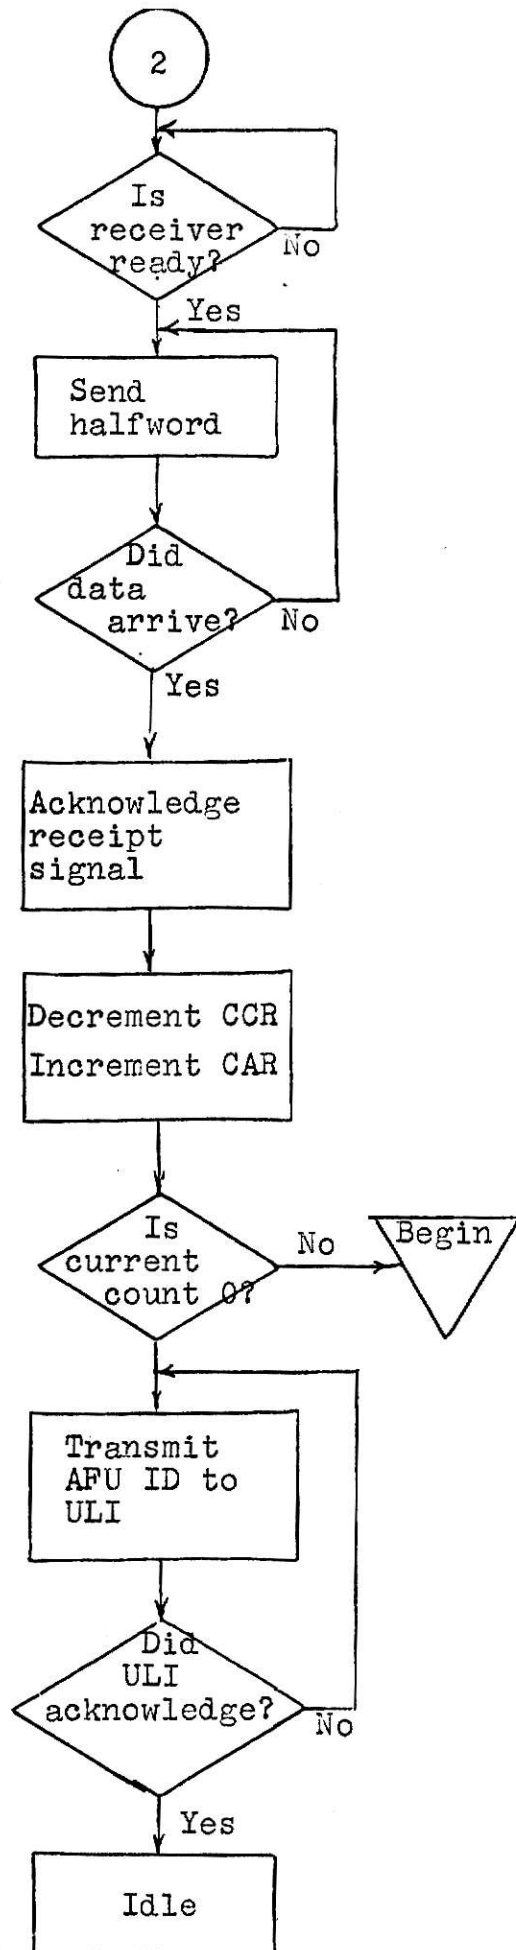 2
Is
receiver
ready?
No
Yes
Send
halfword
Did
data
arrive?
No
Yes
Acknowledge
receipt
signal
Decrement CCR
Increment CAR
Is
current
count 0?
No
Begin
Transmit
AFU ID to
ULI
Did
ULI
acknowledge?
No
Yes
Idle